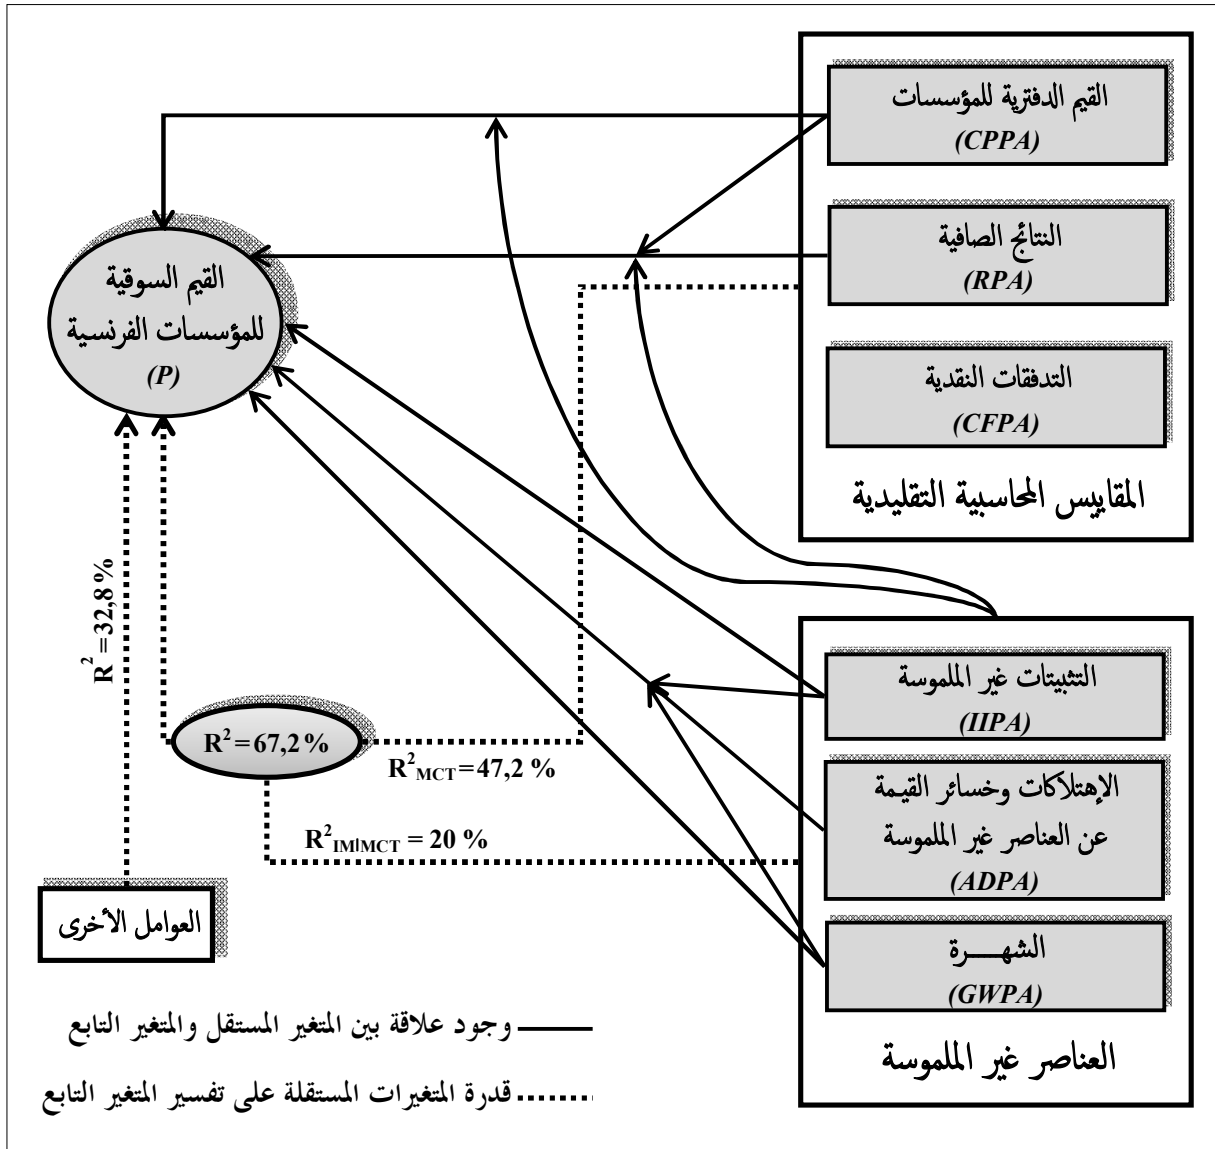 القيم الدفترية للمؤسسات
(CPPA)
النتائج الصافية
(RPA)
التدفقات النقدية
(CFPA)
المقاييس المحاسبية التقليدية
القيم السوقية
للمؤسسات الفرنسية
(P)
R² = 32,8%
R² = 67,2%
R²MCT = 47,2 %
R²IM|MCT = 20 %
التثبيتات غير الملموسة
(IIPA)
الإهتلاكات وخسائر القيمة
عن العناصر غير الملموسة
(ADPA)
الشهـــــرة
(GWPA)
العناصر غير الملموسة
العوامل الأخرى
وجود علاقة بين المتغير المستقل والمتغير التابع
قدرة المتغيرات المستقلة على تفسير المتغير التابع